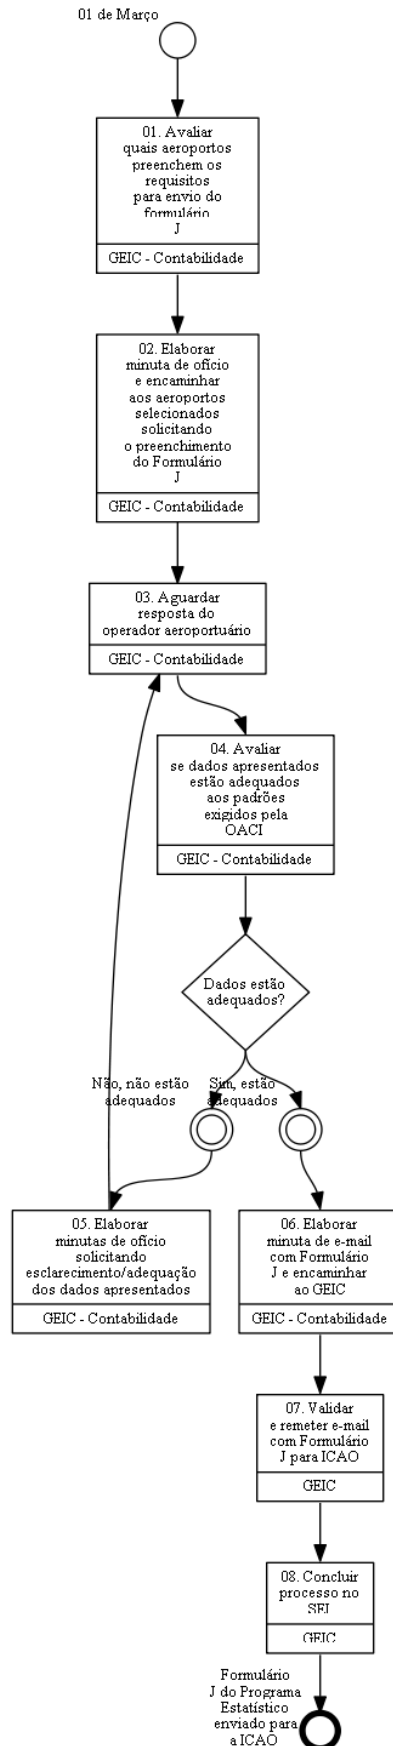 01 de Março
01. Avaliar
quais aeroportos
preenchem os
requisitos
para envio do
formulário
J
GEIC - Contabilidade
02. Elaborar
minuta de ofício
e encaminhar
aos aeroportos
selecionados
solicitando
o preenchimento
do Formulário
J
GEIC - Contabilidade
03. Aguardar
resposta do
operador aeroportuário
GEIC - Contabilidade
04. Avaliar
se dados apresentados
estão adequados
aos padrões
exigidos pela
OACI
GEIC - Contabilidade
Dados estão
adequados?
Não, não estão
adequados
Sim, estão
adequados
05. Elaborar
minutas de ofício
solicitando
esclarecimento/adequação
dos dados apresentados
GEIC - Contabilidade
06. Elaborar
minuta de e-mail
com Formulário
J e encaminhar
ao GEIC
GEIC - Contabilidade
07. Validar
e remeter e-mail
com Formulário
J para ICAO
GEIC
08. Concluir
processo no
SEI
GEIC
Formulário
J do Programa
Estatístico
enviado para
a ICAO